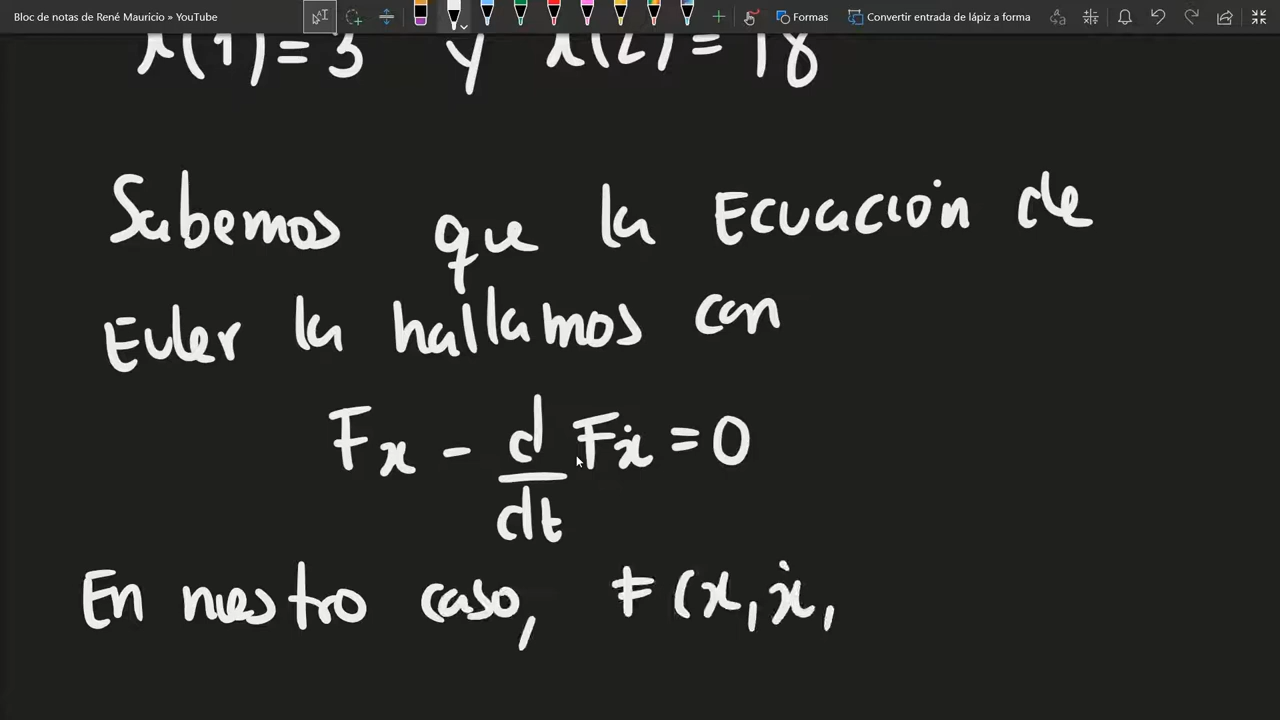 Bloc de notas de René Mauricio » YouTube
Formas
Convertir entrada de lápiz a forma
x(1)=3 y x(2)=18
Sabemos que la Ecuación de
Euler la hallamos con
Fx - d/dt Fẋ = 0
En nuestro caso, F(x, ẋ,